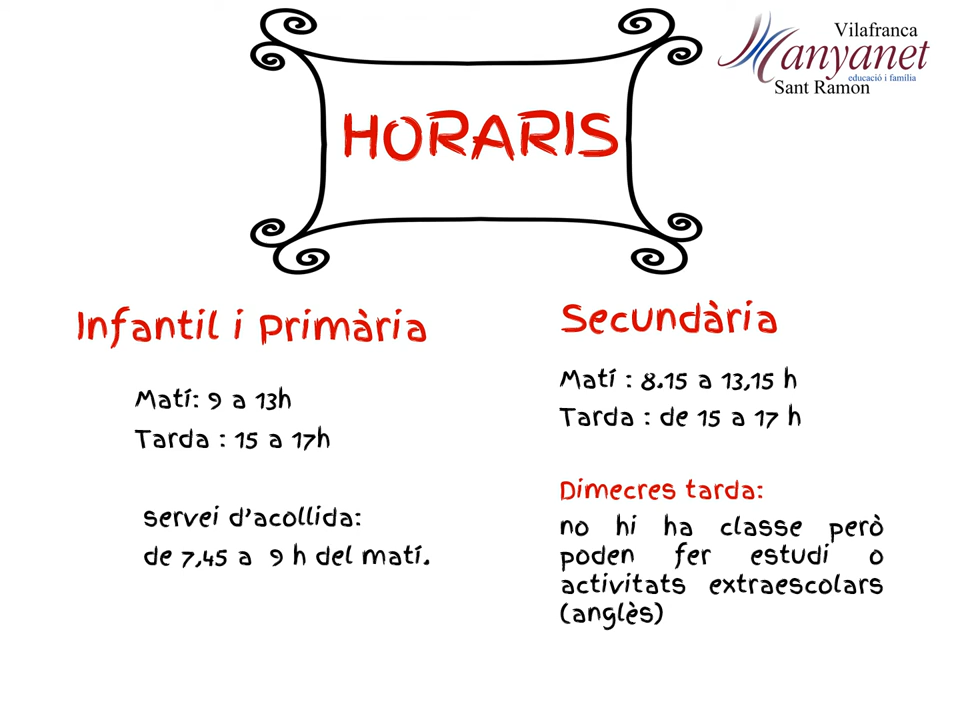 Vilafranca
Manyanet
educació i família
Sant Ramon
HORARIS
Infantil i Primària
Matí: 9 a 13h
Tarda : 15 a 17h
servei d'acollida:
de 7,45 a 9 h del matí.
Secundària
Matí : 8.15 a 13,15 h
Tarda : de 15 a 17 h
Dimecres tarda:
no hi ha classe però
poden fer estudi o
activitats extraescolars
(anglès)